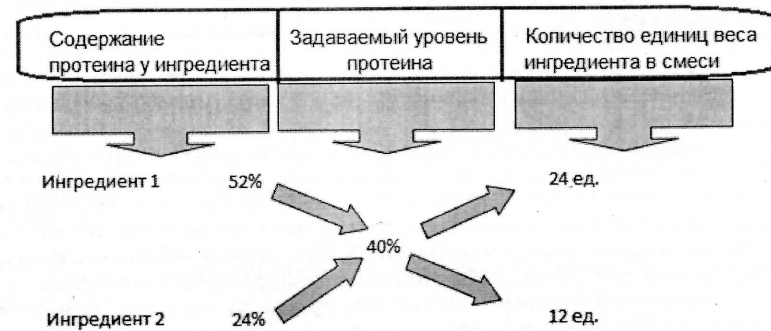 Содержание
протеина у ингредиента
Задаваемый уровень
протеина
Количество единиц веса
ингредиента в смеси
Ингредиент 1 52% 24 ед.
40%
Ингредиент 2 24% 12 ед.